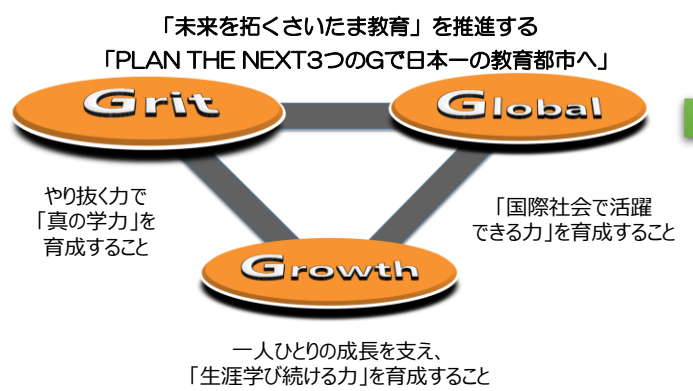 「未来を拓くさいたま教育」を推進する
「PLAN THE NEXT3つのGで日本一の教育都市へ」
Grit
Global
やり抜く力で
「真の学力」を
育成すること
「国際社会で活躍
できる力」を育成すること
Growth
一人ひとりの成長を支え、
「生涯学び続ける力」を育成すること